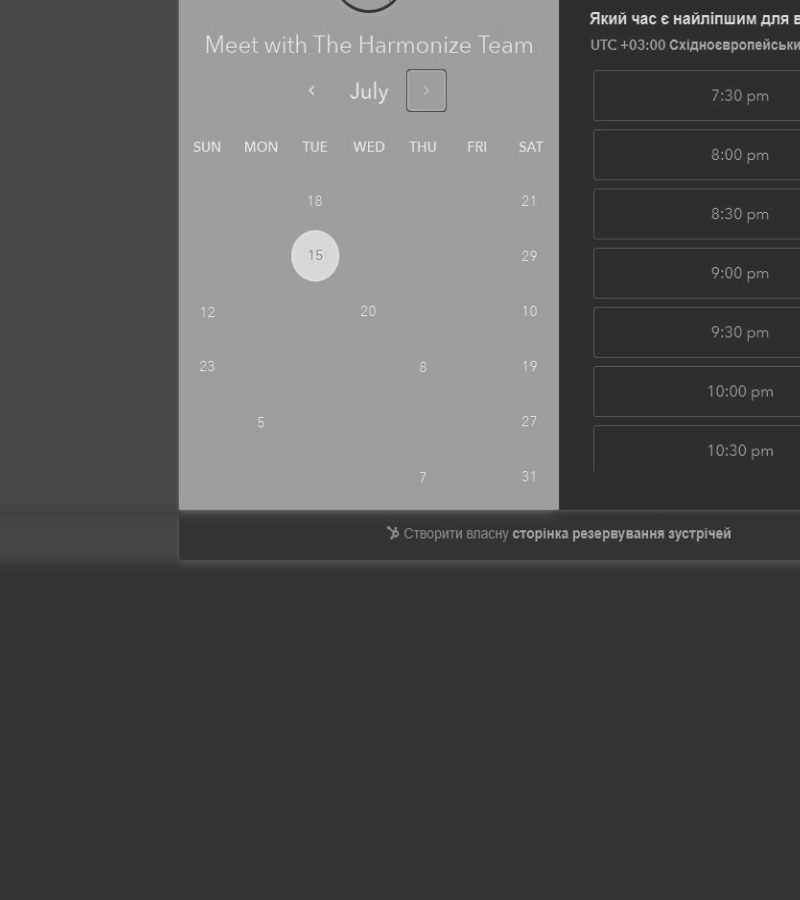 Meet with The Harmonize Team
July
SUN MON TUE WED THU FRI SAT
18 21
15 29
12 20 10
23 8 19
5 27
7 31
Який час є найліпшим для
UTC +03:00 Східноєвропейськи
7:30 pm
8:00 pm
8:30 pm
9:00 pm
9:30 pm
10:00 pm
10:30 pm
Створити власну сторінка резервування зустрічей